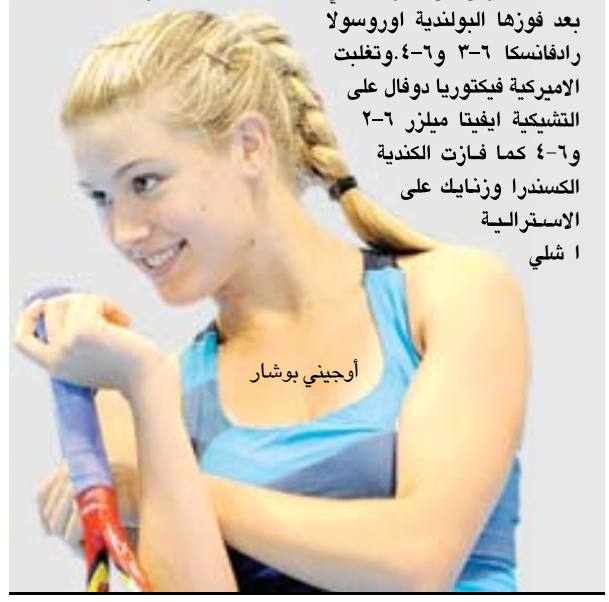 بعد فوزها البولندية اوروسولا
رادفانسكا ٦-٣ و٦-٤.وتغلبت
الاميركية فيكتوريا دوفال على
التشيكية ايفيتا ميلزر ٦-٢
و٦-٤ كما فازت الكندية
الكسندرا وزنايك على
الاسترالية
ا شلي
أوجيني بوشار